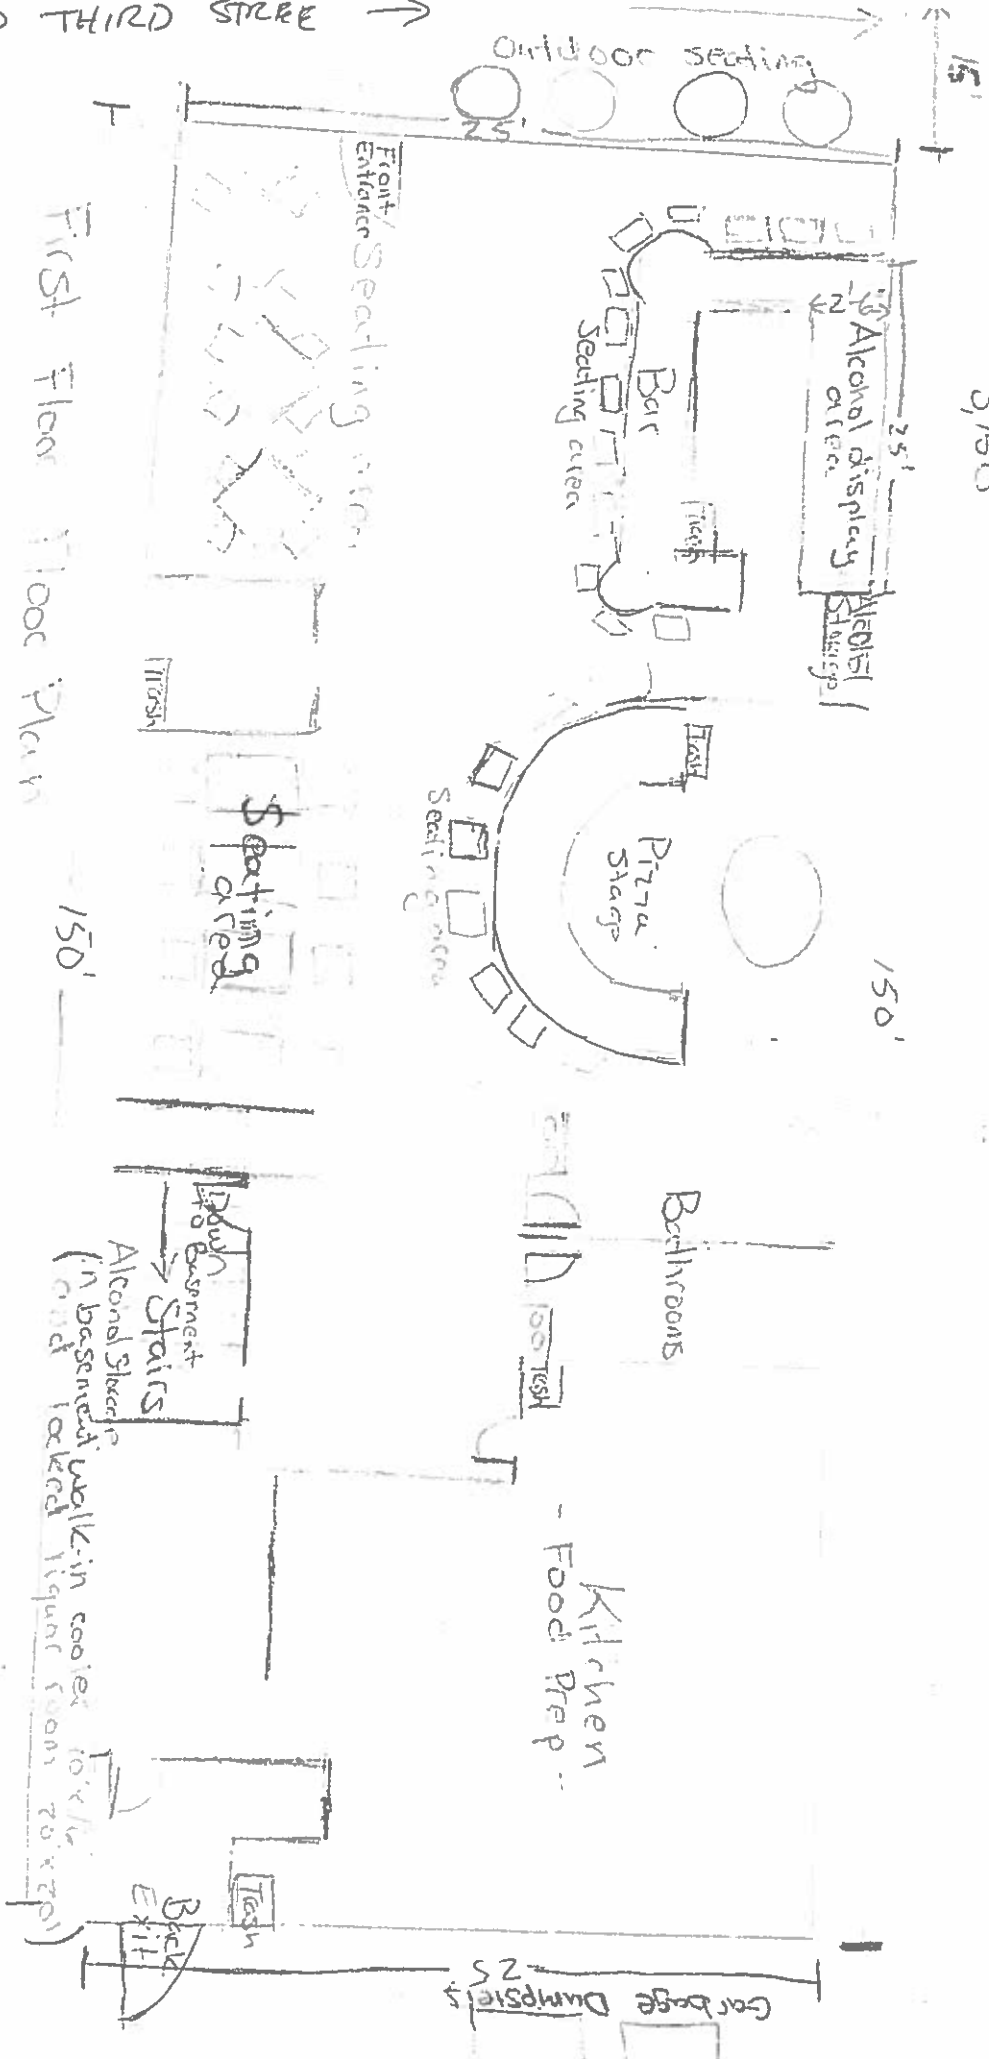 THIRD STREE →
Outdoor seating
15'
25'
Front
Entrance
Seating area
First Floor Floor Plan
150'
Bar
Seating area
2'
Alcohol display
area
25'
Alcohol
Storage
Trash
Seating
area
Seating area
Trash
Pizza
Stage
150'
Bathrooms
Trash
Down
to Basement
Stairs
Alcohol Storage
(in basement walk-in cooler
and locked liquor room 20'x20')
Kitchen
- Food Prep -
Trash
Back
Exit
25
Garbage Dumpsters